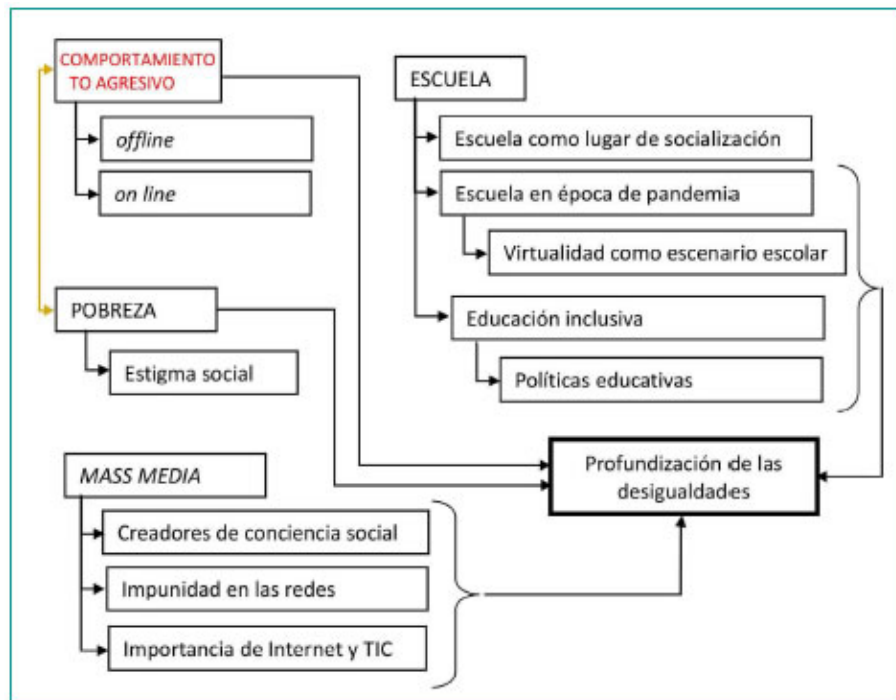 COMPORTAMIENTO
TO AGRESIVO
offline
on line
POBREZA
Estigma social
MASS MEDIA
Creadores de conciencia social
Impunidad en las redes
Importancia de Internet y TIC
ESCUELA
Escuela como lugar de socialización
Escuela en época de pandemia
Virtualidad como escenario escolar
Educación inclusiva
Políticas educativas
Profundización de las
desigualdades